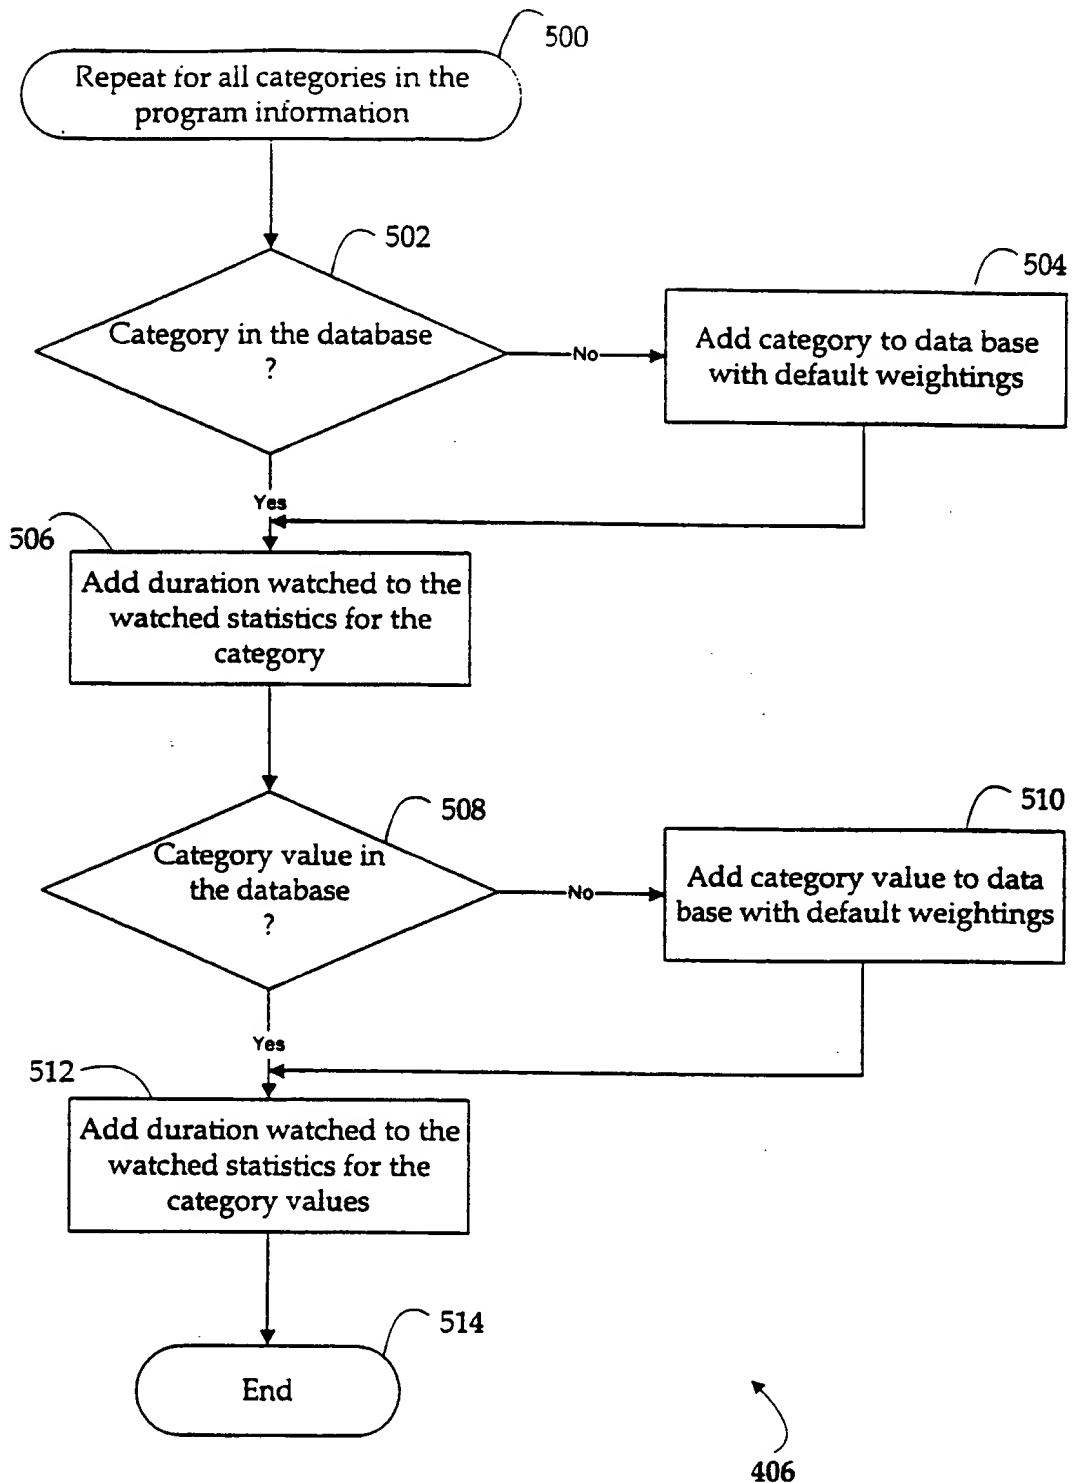 500
Repeat for all categories in the
program information
502
Category in the database
?
No
504
Add category to data base
with default weightings
Yes
506
Add duration watched to the
watched statistics for the
category
508
Category value in
the database
?
No
510
Add category value to data
base with default weightings
Yes
512
Add duration watched to the
watched statistics for the
category values
514
End
406